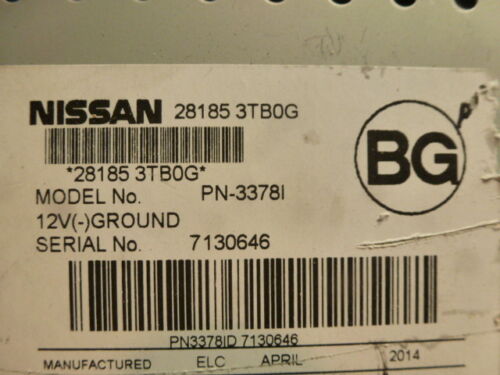 NISSAN 28185 3TB0G
*28185 3TB0G*
BG
MODEL No. PN-3378I
12V(-)GROUND
SERIAL No. 7130646
PN3378ID 7130646
MANUFACTURED ELC APRIL 2014